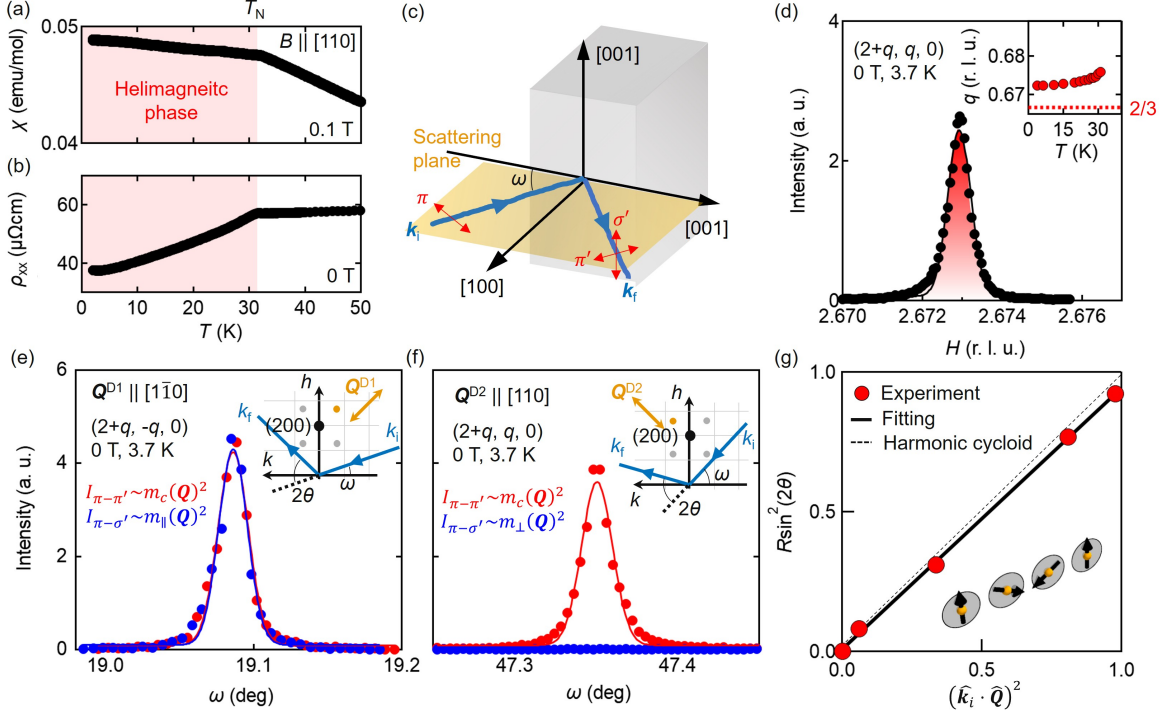 (a)
T_N
0.05
B || [110]
Helimagneitc
phase
χ (emu/mol)
0.1 T
0.04
(b)
60
40
ρ_xx (μΩcm)
0 T
0 10 20 30 40 50
T (K)
(c)
[001]
Scattering
plane
ω
π
k_i
[100]
σ′
π′
k_f
[001]
(d)
4
2
0
Intensity (a. u.)
(2+q, q, 0)
0 T, 3.7 K
q (r. l. u.)
0.68
0.67
2/3
0 15 30
T (K)
2.670 2.672 2.674 2.676
H (r. l. u.)
(e)
6
4
2
0
Intensity (a. u.)
Q^D1 || [11̄0]
(2+q, -q, 0)
0 T, 3.7 K
I_π−π′~m_c(Q)²
I_π−σ′~m_∥(Q)²
h
Q^D1
k_f
(200)
k_i
k
ω
2θ
19.0 19.1 19.2
ω (deg)
(f)
Q^D2 || [110]
(2+q, q, 0)
0 T, 3.7 K
I_π−π′~m_c(Q)²
I_π−σ′~m_⊥(Q)²
h
Q^D2
k_f
(200)
k_i
k
ω
2θ
47.3 47.4
ω (deg)
(g)
1.0
0.5
0.0
Rsin²(2θ)
Experiment
Fitting
Harmonic cycloid
0.0 0.5 1.0
(k̂_i · Q̂)²